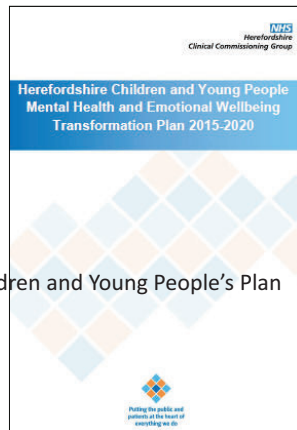 NHS
Herefordshire
Clinical Commissioning Group
Herefordshire Children and Young People
Mental Health and Emotional Wellbeing
Transformation Plan 2015-2020
dren and Young People's Plan
Putting the public and
patients at the heart of
everything we do